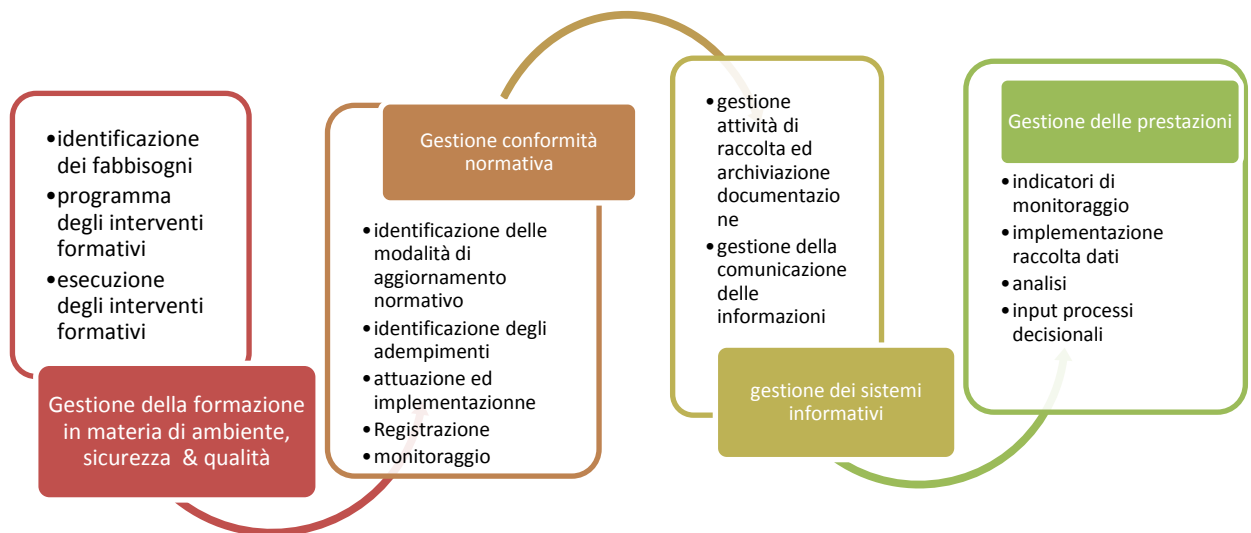 •identificazione
dei fabbisogni
•programma
degli interventi
formativi
•esecuzione
degli interventi
formativi
Gestione della formazione
in materia di ambiente,
sicurezza & qualità
Gestione conformità
normativa
•identificazione delle
modalità di
aggiornamento
normativo
•identificazione degli
adempimenti
•attuazione ed
implementazionne
•Registrazione
•monitoraggio
•gestione
attività di
raccolta ed
archiviazione
documentazio
ne
•gestione della
comunicazione
delle
informazioni
gestione dei sistemi
informativi
Gestione delle prestazioni
•indicatori di
monitoraggio
•implementazione
raccolta dati
•analisi
•input processi
decisionali